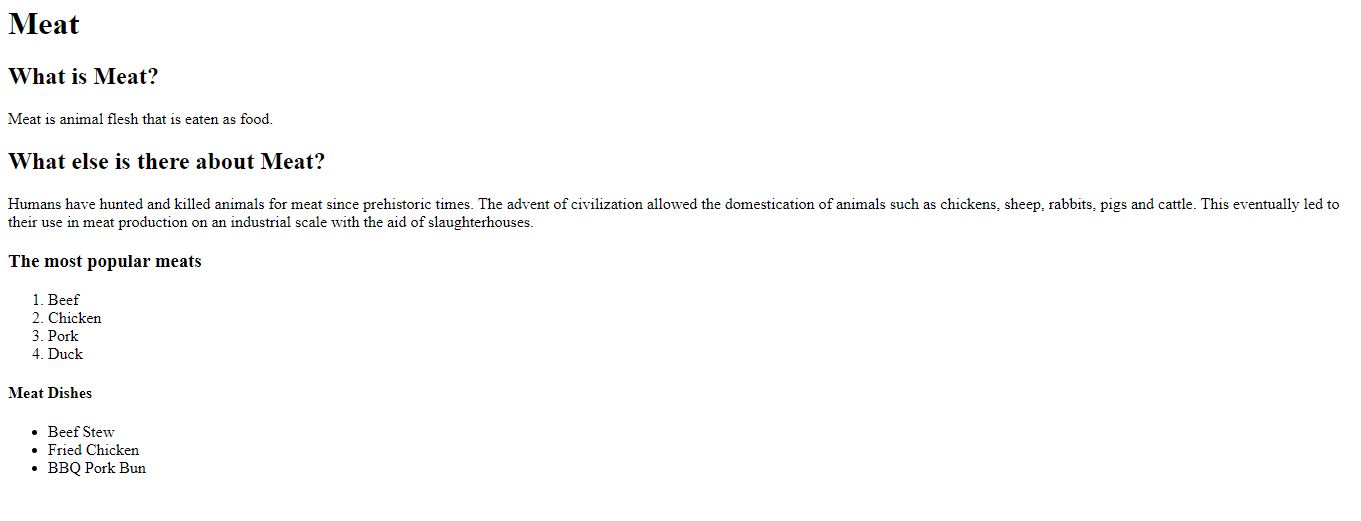 Meat
What is Meat?
Meat is animal flesh that is eaten as food.
What else is there about Meat?
Humans have hunted and killed animals for meat since prehistoric times. The advent of civilization allowed the domestication of animals such as chickens, sheep, rabbits, pigs and cattle. This eventually led to
their use in meat production on an industrial scale with the aid of slaughterhouses.
The most popular meats
1. Beef
2. Chicken
3. Pork
4. Duck
Meat Dishes
• Beef Stew
• Fried Chicken
• BBQ Pork Bun